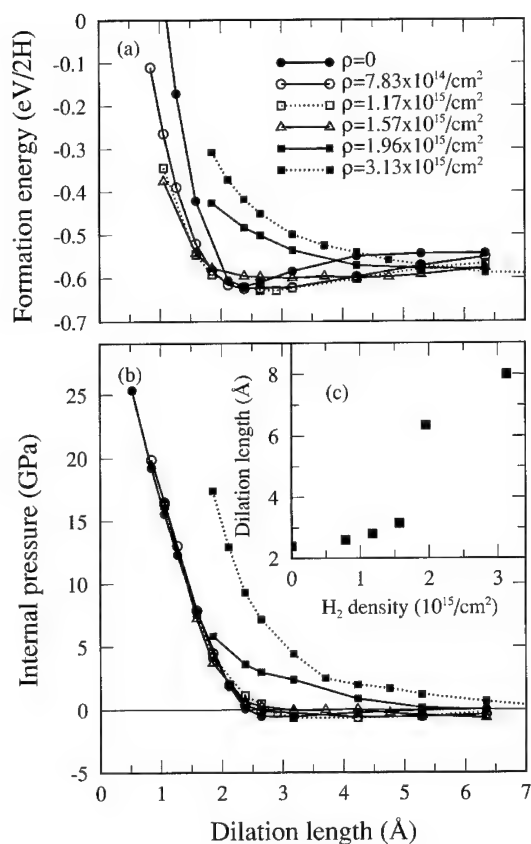 (a)
Formation energy (eV/2H)
0
-0.1
-0.2
-0.3
-0.4
-0.5
-0.6
-0.7
ρ=0
ρ=7.83x10¹⁴/cm²
ρ=1.17x10¹⁵/cm²
ρ=1.57x10¹⁵/cm²
ρ=1.96x10¹⁵/cm²
ρ=3.13x10¹⁵/cm²
(b)
Internal pressure (GPa)
25
20
15
10
5
0
-5
(c)
Dilation length (Å)
8
6
4
2
0 1 2 3
H₂ density (10¹⁵/cm²)
0 1 2 3 4 5 6 7
Dilation length (Å)